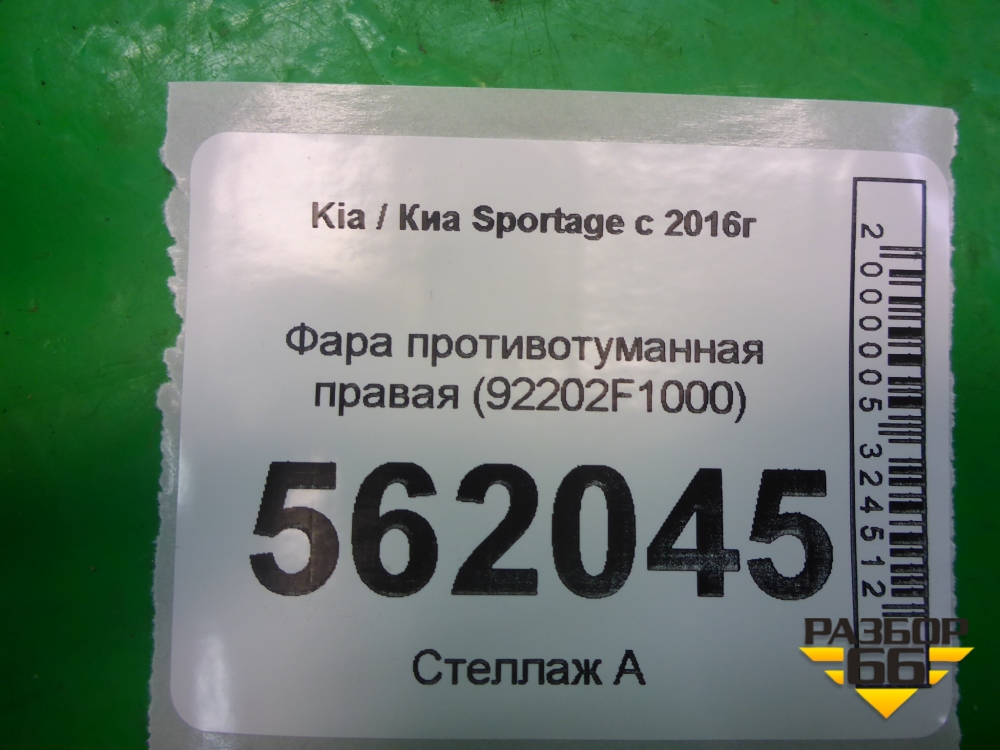 Kia / Киа Sportage с 2016г
Фара противотуманная
правая (92202F1000)
562045
Стеллаж А
2000005324512
РАЗБОР
66